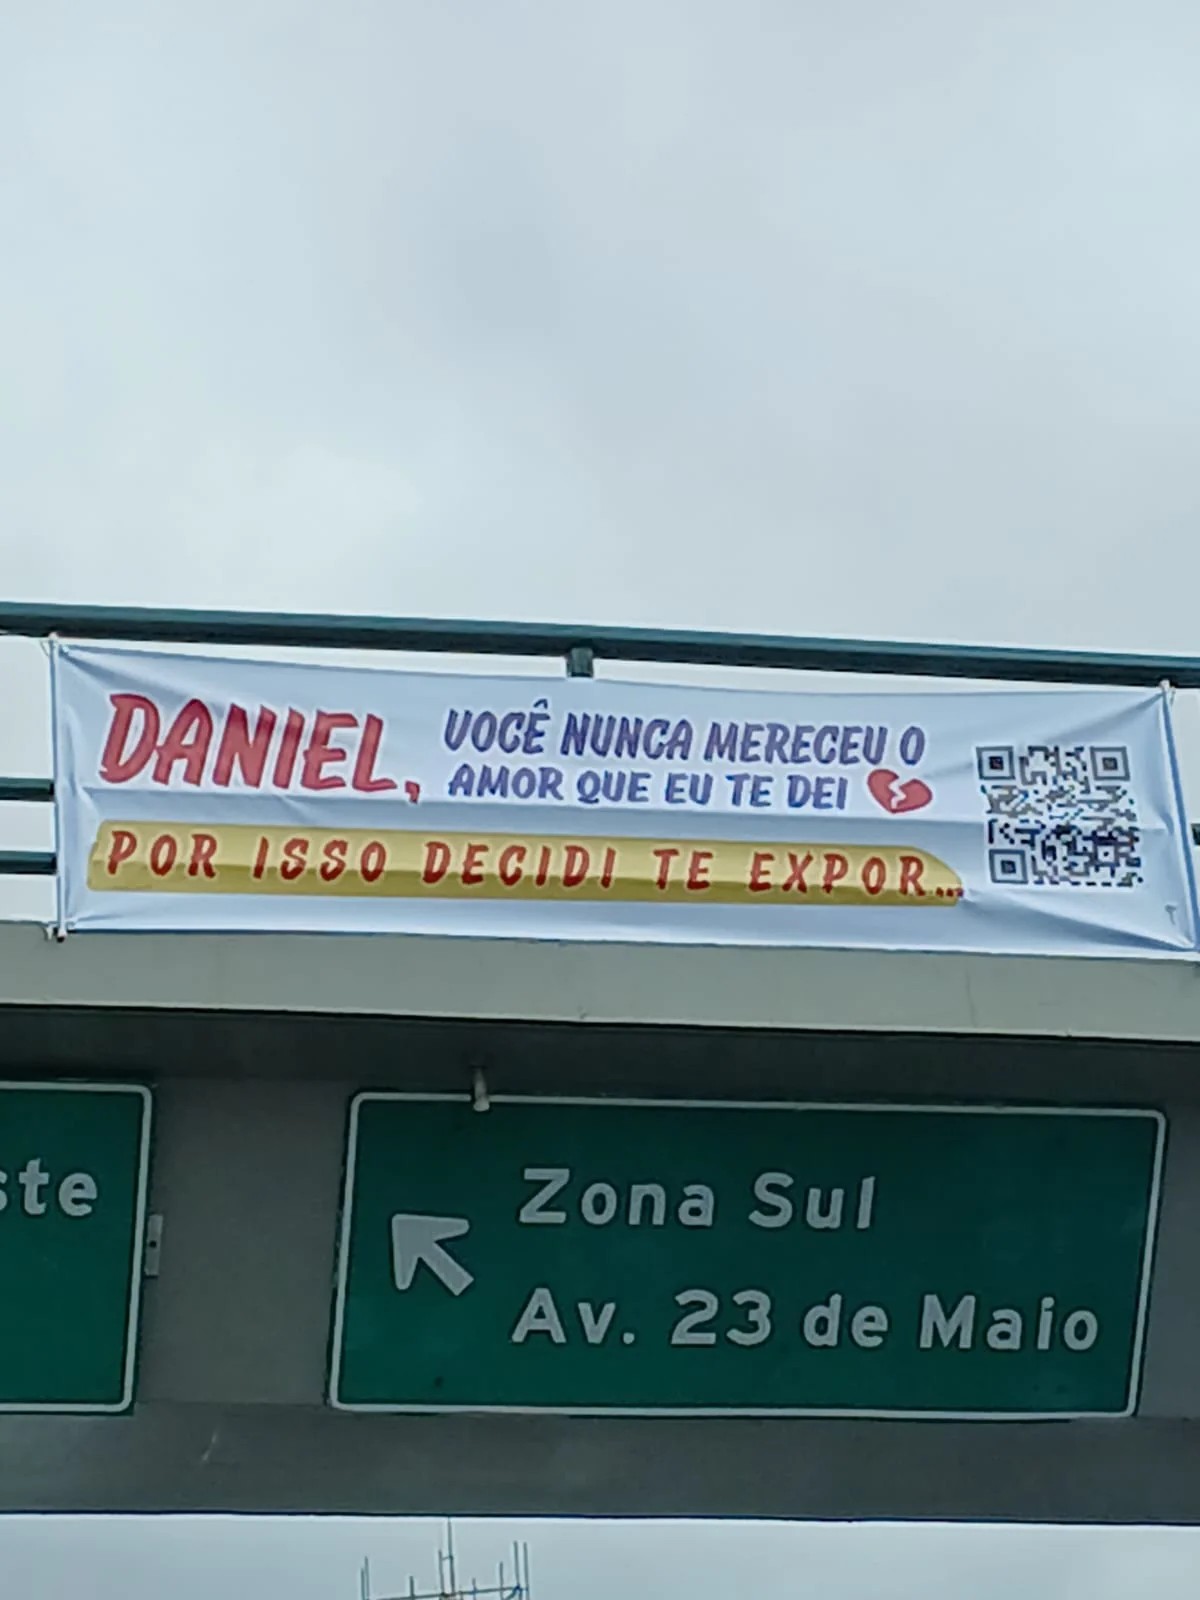 DANIEL,
VOCÊ NUNCA MERECEU O
AMOR QUE EU TE DEI
POR ISSO DECIDI TE EXPOR...
ste
Zona Sul
Av. 23 de Maio